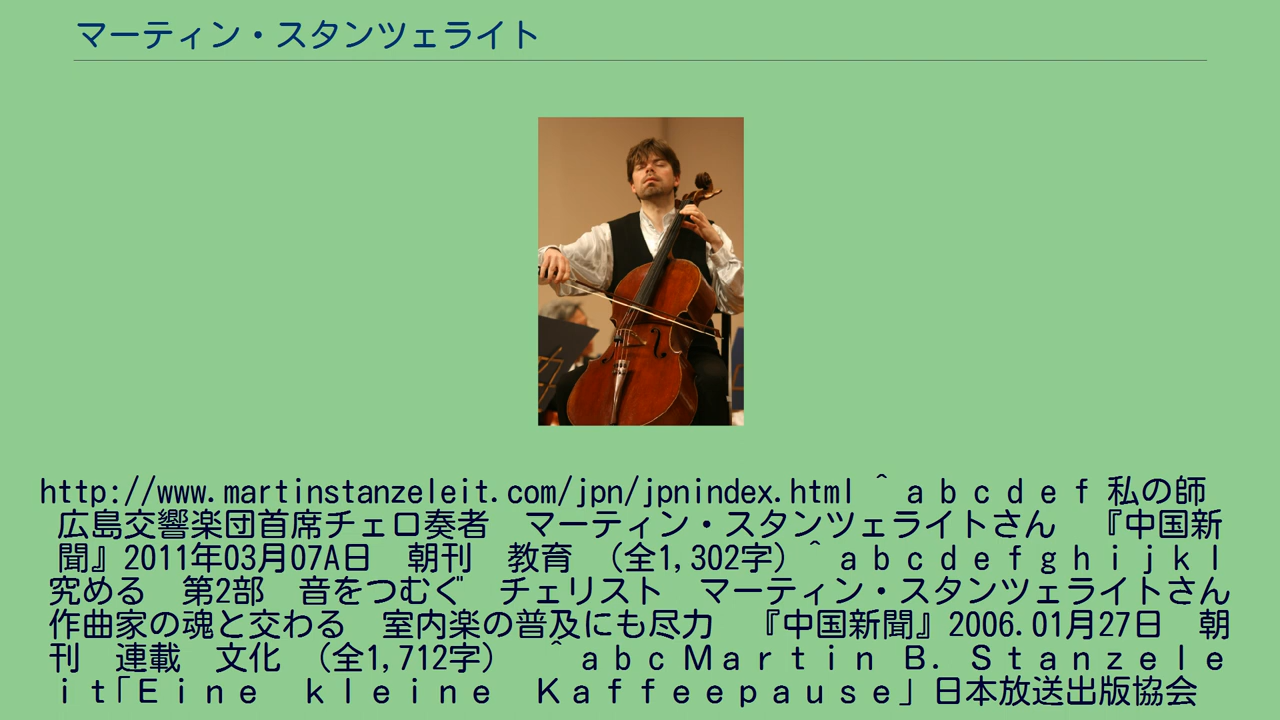 マーティン・スタンツェライト
http://www.martinstanzeleit.com/jpn/jpnindex.html ^ a b c d e f 私の師
広島交響楽団首席チェロ奏者　マーティン・スタンツェライトさん　『中国新
聞』2011年03月07A日　朝刊　教育　(全1,302字) ^ a b c d e f g h i j k l
究める　第2部　音をつむぐ　チェリスト　マーティン・スタンツェライトさん
作曲家の魂と交わる　室内楽の普及にも尽力　『中国新聞』2006.01月27日　朝
刊　連載　文化　(全1,712字)　^ a b c Ｍａｒｔｉｎ Ｂ. Ｓｔａｎｚｅｌｅ
ｉｔ「Ｅｉｎｅ　ｋｌｅｉｎｅ　Ｋａｆｆｅｅｐａｕｓｅ」日本放送出版協会